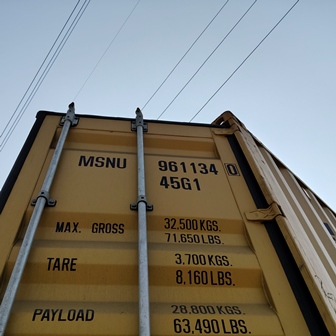 MSNU 961134 0
45G1
MAX. GROSS 32.500 KGS.
71.650 LBS.
TARE 3.700 KGS.
8,160 LBS.
PAYLOAD 28.800 KGS.
63,490 LBS.